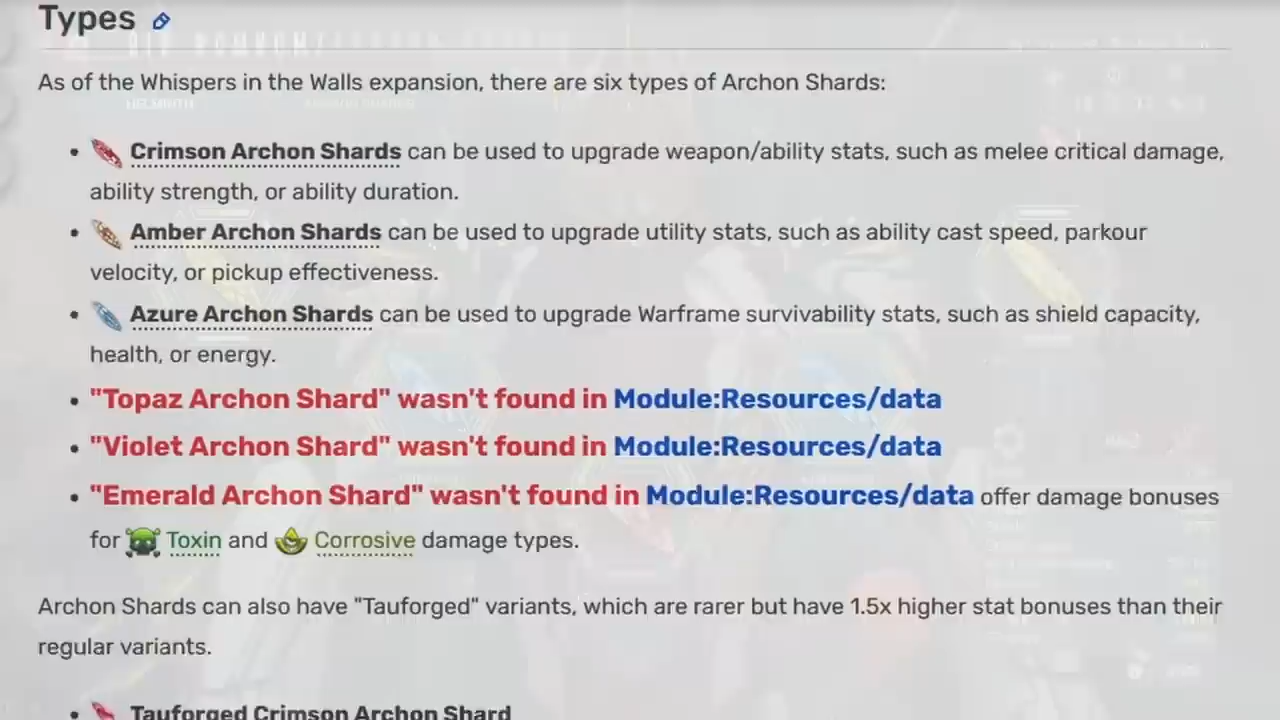 Types
As of the Whispers in the Walls expansion, there are six types of Archon Shards:
Crimson Archon Shards can be used to upgrade weapon/ability stats, such as melee critical damage,
ability strength, or ability duration.
Amber Archon Shards can be used to upgrade utility stats, such as ability cast speed, parkour
velocity, or pickup effectiveness.
Azure Archon Shards can be used to upgrade Warframe survivability stats, such as shield capacity,
health, or energy.
"Topaz Archon Shard" wasn't found in Module:Resources/data
"Violet Archon Shard" wasn't found in Module:Resources/data
"Emerald Archon Shard" wasn't found in Module:Resources/data offer damage bonuses
for Toxin and Corrosive damage types.
Archon Shards can also have "Tauforged" variants, which are rarer but have 1.5x higher stat bonuses than their
regular variants.
Tauforged Crimson Archon Shard